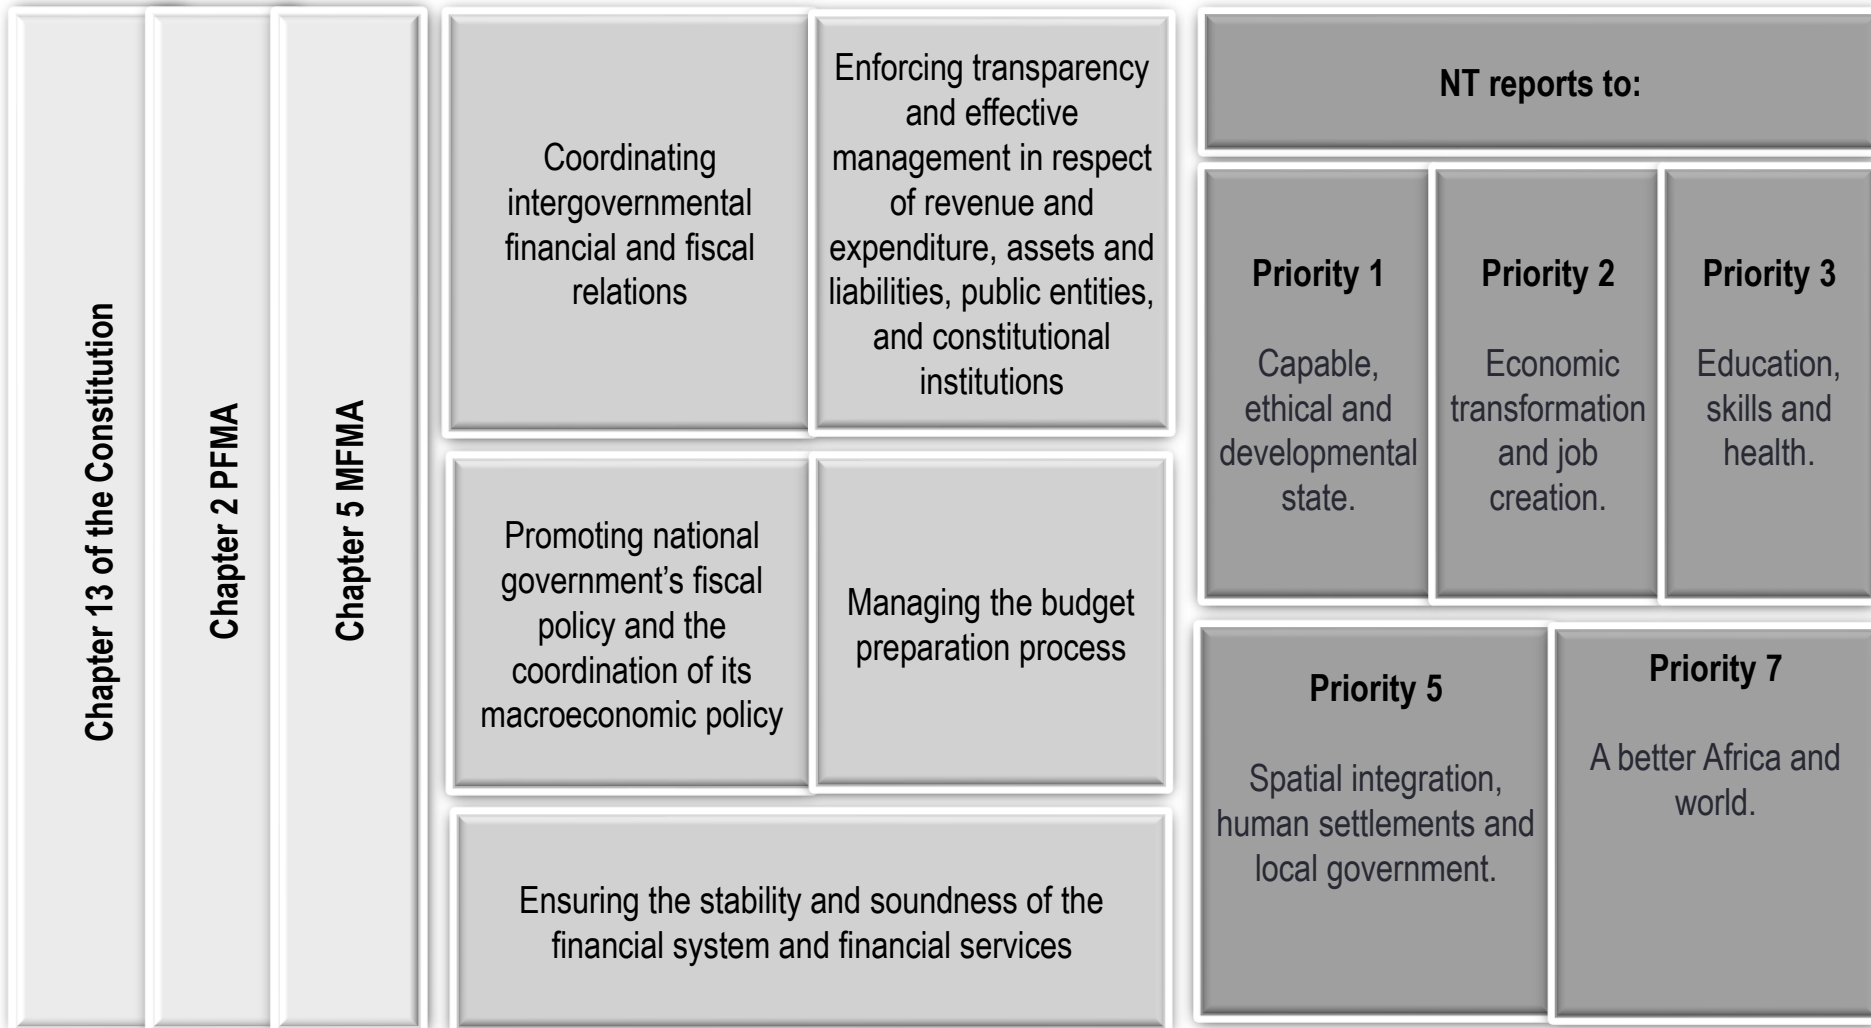 Chapter 13 of the Constitution
Chapter 2 PFMA
Chapter 5 MFMA
Coordinating
intergovernmental
financial and fiscal
relations
Enforcing transparency
and effective
management in respect
of revenue and
expenditure, assets and
liabilities, public entities,
and constitutional
institutions
Promoting national
government’s fiscal
policy and the
coordination of its
macroeconomic policy
Managing the budget
preparation process
Ensuring the stability and soundness of the
financial system and financial services
NT reports to:
Priority 1
Capable,
ethical and
developmental
state.
Priority 2
Economic
transformation
and job
creation.
Priority 3
Education,
skills and
health.
Priority 5
Spatial integration,
human settlements and
local government.
Priority 7
A better Africa and
world.